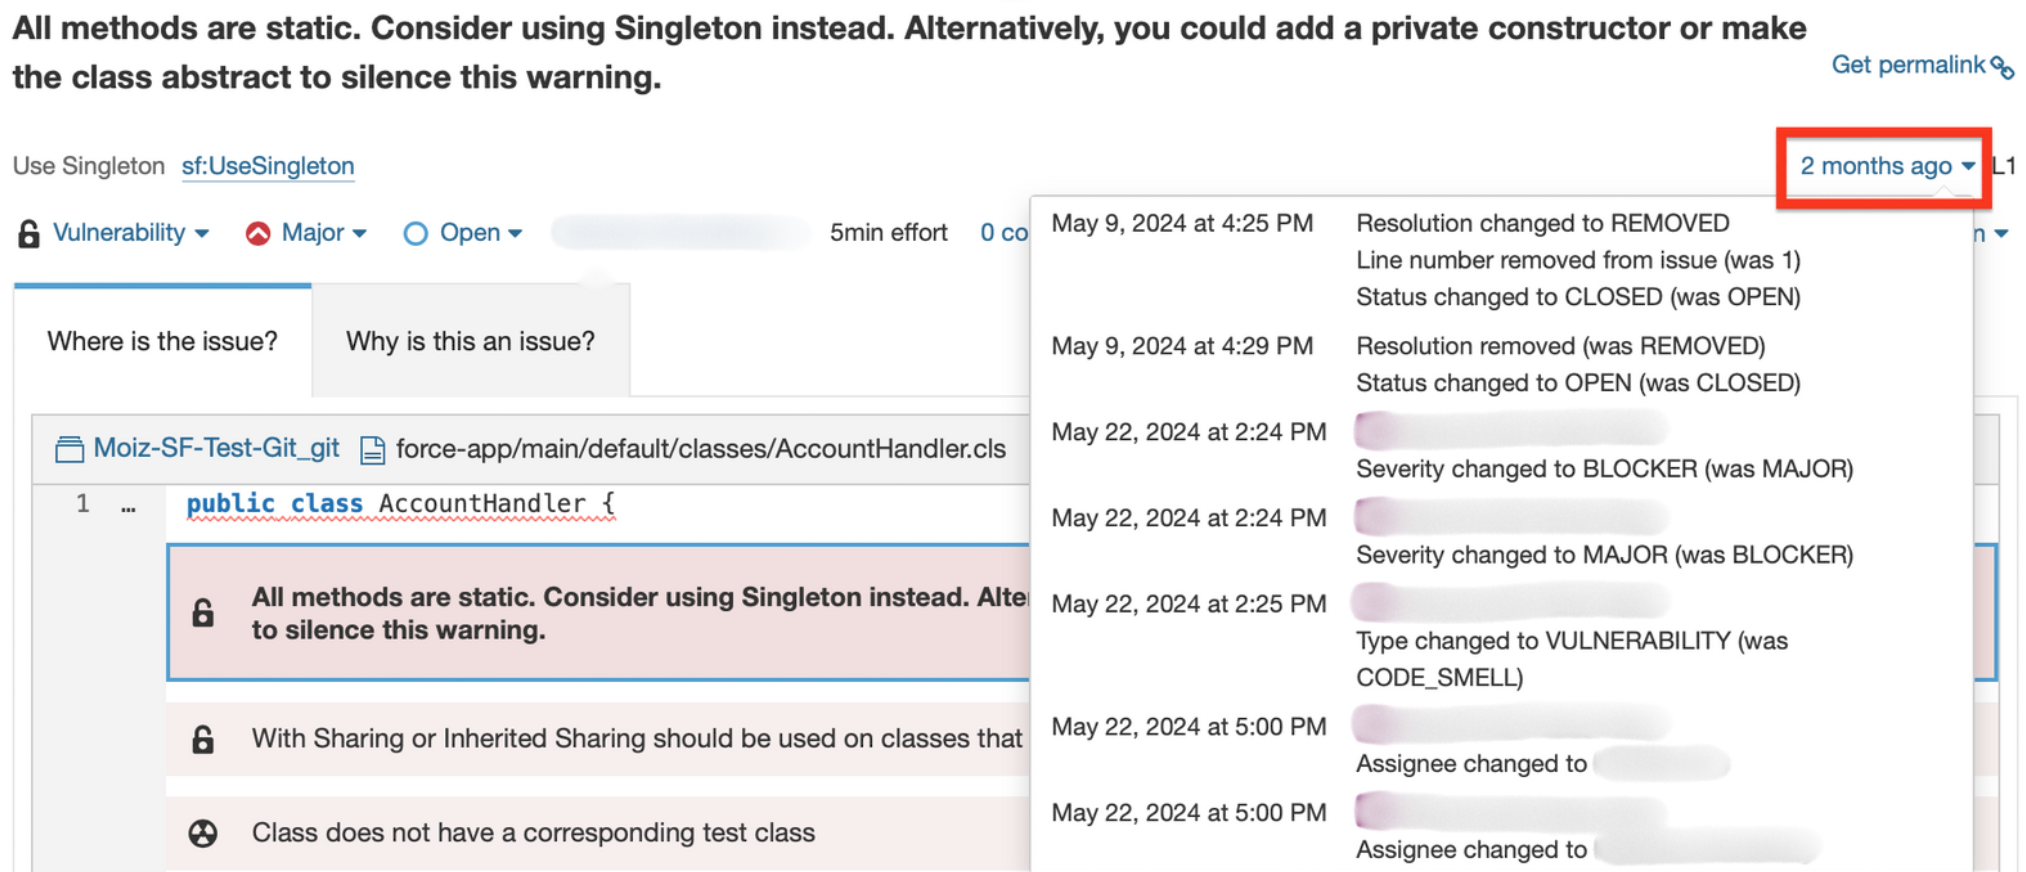 All methods are static. Consider using Singleton instead. Alternatively, you could add a private constructor or make
the class abstract to silence this warning.
Get permalink
Use Singleton sf:UseSingleton
2 months ago L1
Vulnerability Major Open 5min effort 0 co
n
Where is the issue?
Why is this an issue?
Moiz-SF-Test-Git_git force-app/main/default/classes/AccountHandler.cls
1 ... public class AccountHandler {
All methods are static. Consider using Singleton instead. Alte
to silence this warning.
With Sharing or Inherited Sharing should be used on classes that
Class does not have a corresponding test class
May 9, 2024 at 4:25 PM Resolution changed to REMOVED
Line number removed from issue (was 1)
Status changed to CLOSED (was OPEN)
May 9, 2024 at 4:29 PM Resolution removed (was REMOVED)
Status changed to OPEN (was CLOSED)
May 22, 2024 at 2:24 PM
Severity changed to BLOCKER (was MAJOR)
May 22, 2024 at 2:24 PM
Severity changed to MAJOR (was BLOCKER)
May 22, 2024 at 2:25 PM
Type changed to VULNERABILITY (was
CODE_SMELL)
May 22, 2024 at 5:00 PM
Assignee changed to
May 22, 2024 at 5:00 PM
Assignee changed to